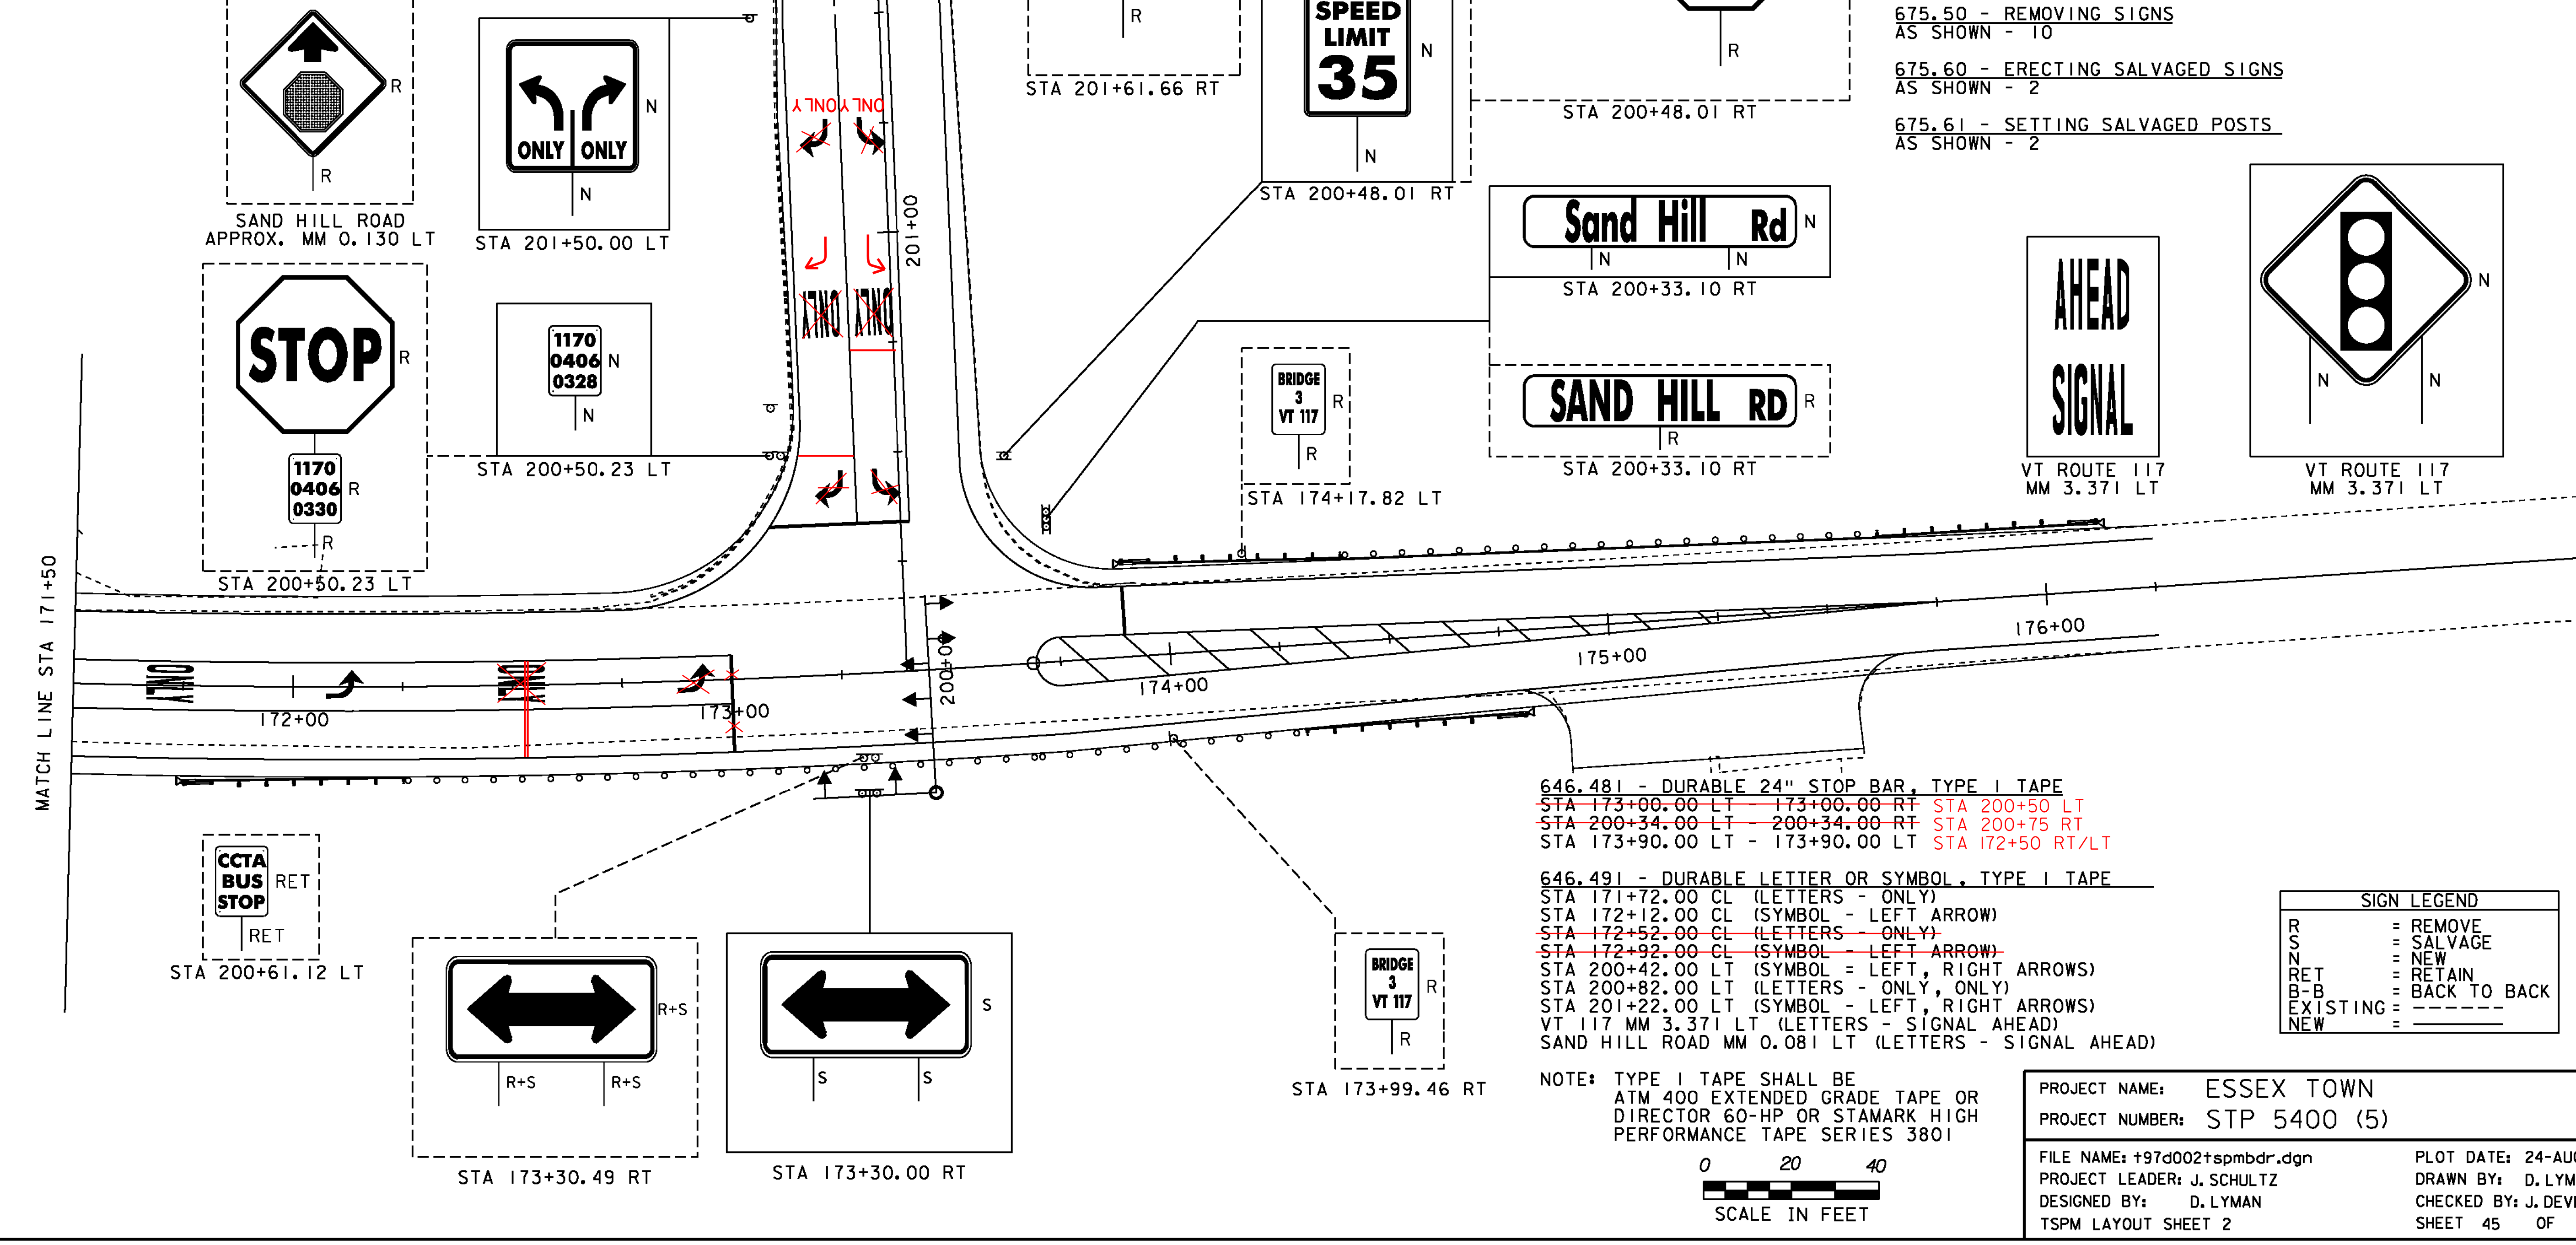 SPEED
LIMIT
35
N
N
STA 200+48.01 RT
R
STA 201+61.66 RT
R
STA 200+48.01 RT
675.50 - REMOVING SIGNS
AS SHOWN - 10
675.60 - ERECTING SALVAGED SIGNS
AS SHOWN - 2
675.61 - SETTING SALVAGED POSTS
AS SHOWN - 2
R
R
SAND HILL ROAD
APPROX. MM 0.130 LT
ONLY ONLY
N
N
STA 201+50.00 LT
ONLY ONLY
201+00
ONLY ONLY
STOP
R
1170
0406
0330
R
R
STA 200+50.23 LT
1170
0406
0328
N
N
STA 200+50.23 LT
Sand Hill Rd
N
N N
STA 200+33.10 RT
SAND HILL RD
R
R
STA 200+33.10 RT
BRIDGE
3
VT 117
R
R
STA 174+17.82 LT
AHEAD
SIGNAL
VT ROUTE 117
MM 3.371 LT
N
N N
VT ROUTE 117
MM 3.371 LT
MATCH LINE STA 171+50
ONLY
ONLY
172+00
173+00
200+00
174+00
175+00
176+00
CCTA
BUS
STOP
RET
RET
STA 200+61.12 LT
R+S
R+S R+S
STA 173+30.49 RT
S
S S
STA 173+30.00 RT
BRIDGE
3
VT 117
R
R
STA 173+99.46 RT
646.481 - DURABLE 24" STOP BAR, TYPE I TAPE
STA 173+00.00 LT - 173+00.00 RT STA 200+50 LT
STA 200+34.00 LT - 200+34.00 RT STA 200+75 RT
STA 173+90.00 LT - 173+90.00 LT STA 172+50 RT/LT
646.491 - DURABLE LETTER OR SYMBOL, TYPE I TAPE
STA 171+72.00 CL (LETTERS - ONLY)
STA 172+12.00 CL (SYMBOL - LEFT ARROW)
STA 172+52.00 CL (LETTERS - ONLY)
STA 172+92.00 CL (SYMBOL - LEFT ARROW)
STA 200+42.00 LT (SYMBOL = LEFT, RIGHT ARROWS)
STA 200+82.00 LT (LETTERS - ONLY, ONLY)
STA 201+22.00 LT (SYMBOL - LEFT, RIGHT ARROWS)
VT 117 MM 3.371 LT (LETTERS - SIGNAL AHEAD)
SAND HILL ROAD MM 0.081 LT (LETTERS - SIGNAL AHEAD)
NOTE: TYPE I TAPE SHALL BE
ATM 400 EXTENDED GRADE TAPE OR
DIRECTOR 60-HP OR STAMARK HIGH
PERFORMANCE TAPE SERIES 3801
0 20 40
SCALE IN FEET
SIGN LEGEND
R = REMOVE
S = SALVAGE
N = NEW
RET = RETAIN
B-B = BACK TO BACK
EXISTING =
NEW =
PROJECT NAME: ESSEX TOWN
PROJECT NUMBER: STP 5400 (5)
FILE NAME: t97d002tspmbdr.dgn
PROJECT LEADER: J. SCHULTZ
DESIGNED BY: D. LYMAN
TSPM LAYOUT SHEET 2
PLOT DATE: 24-AU
DRAWN BY: D. LYM
CHECKED BY: J. DEV
SHEET 45 OF